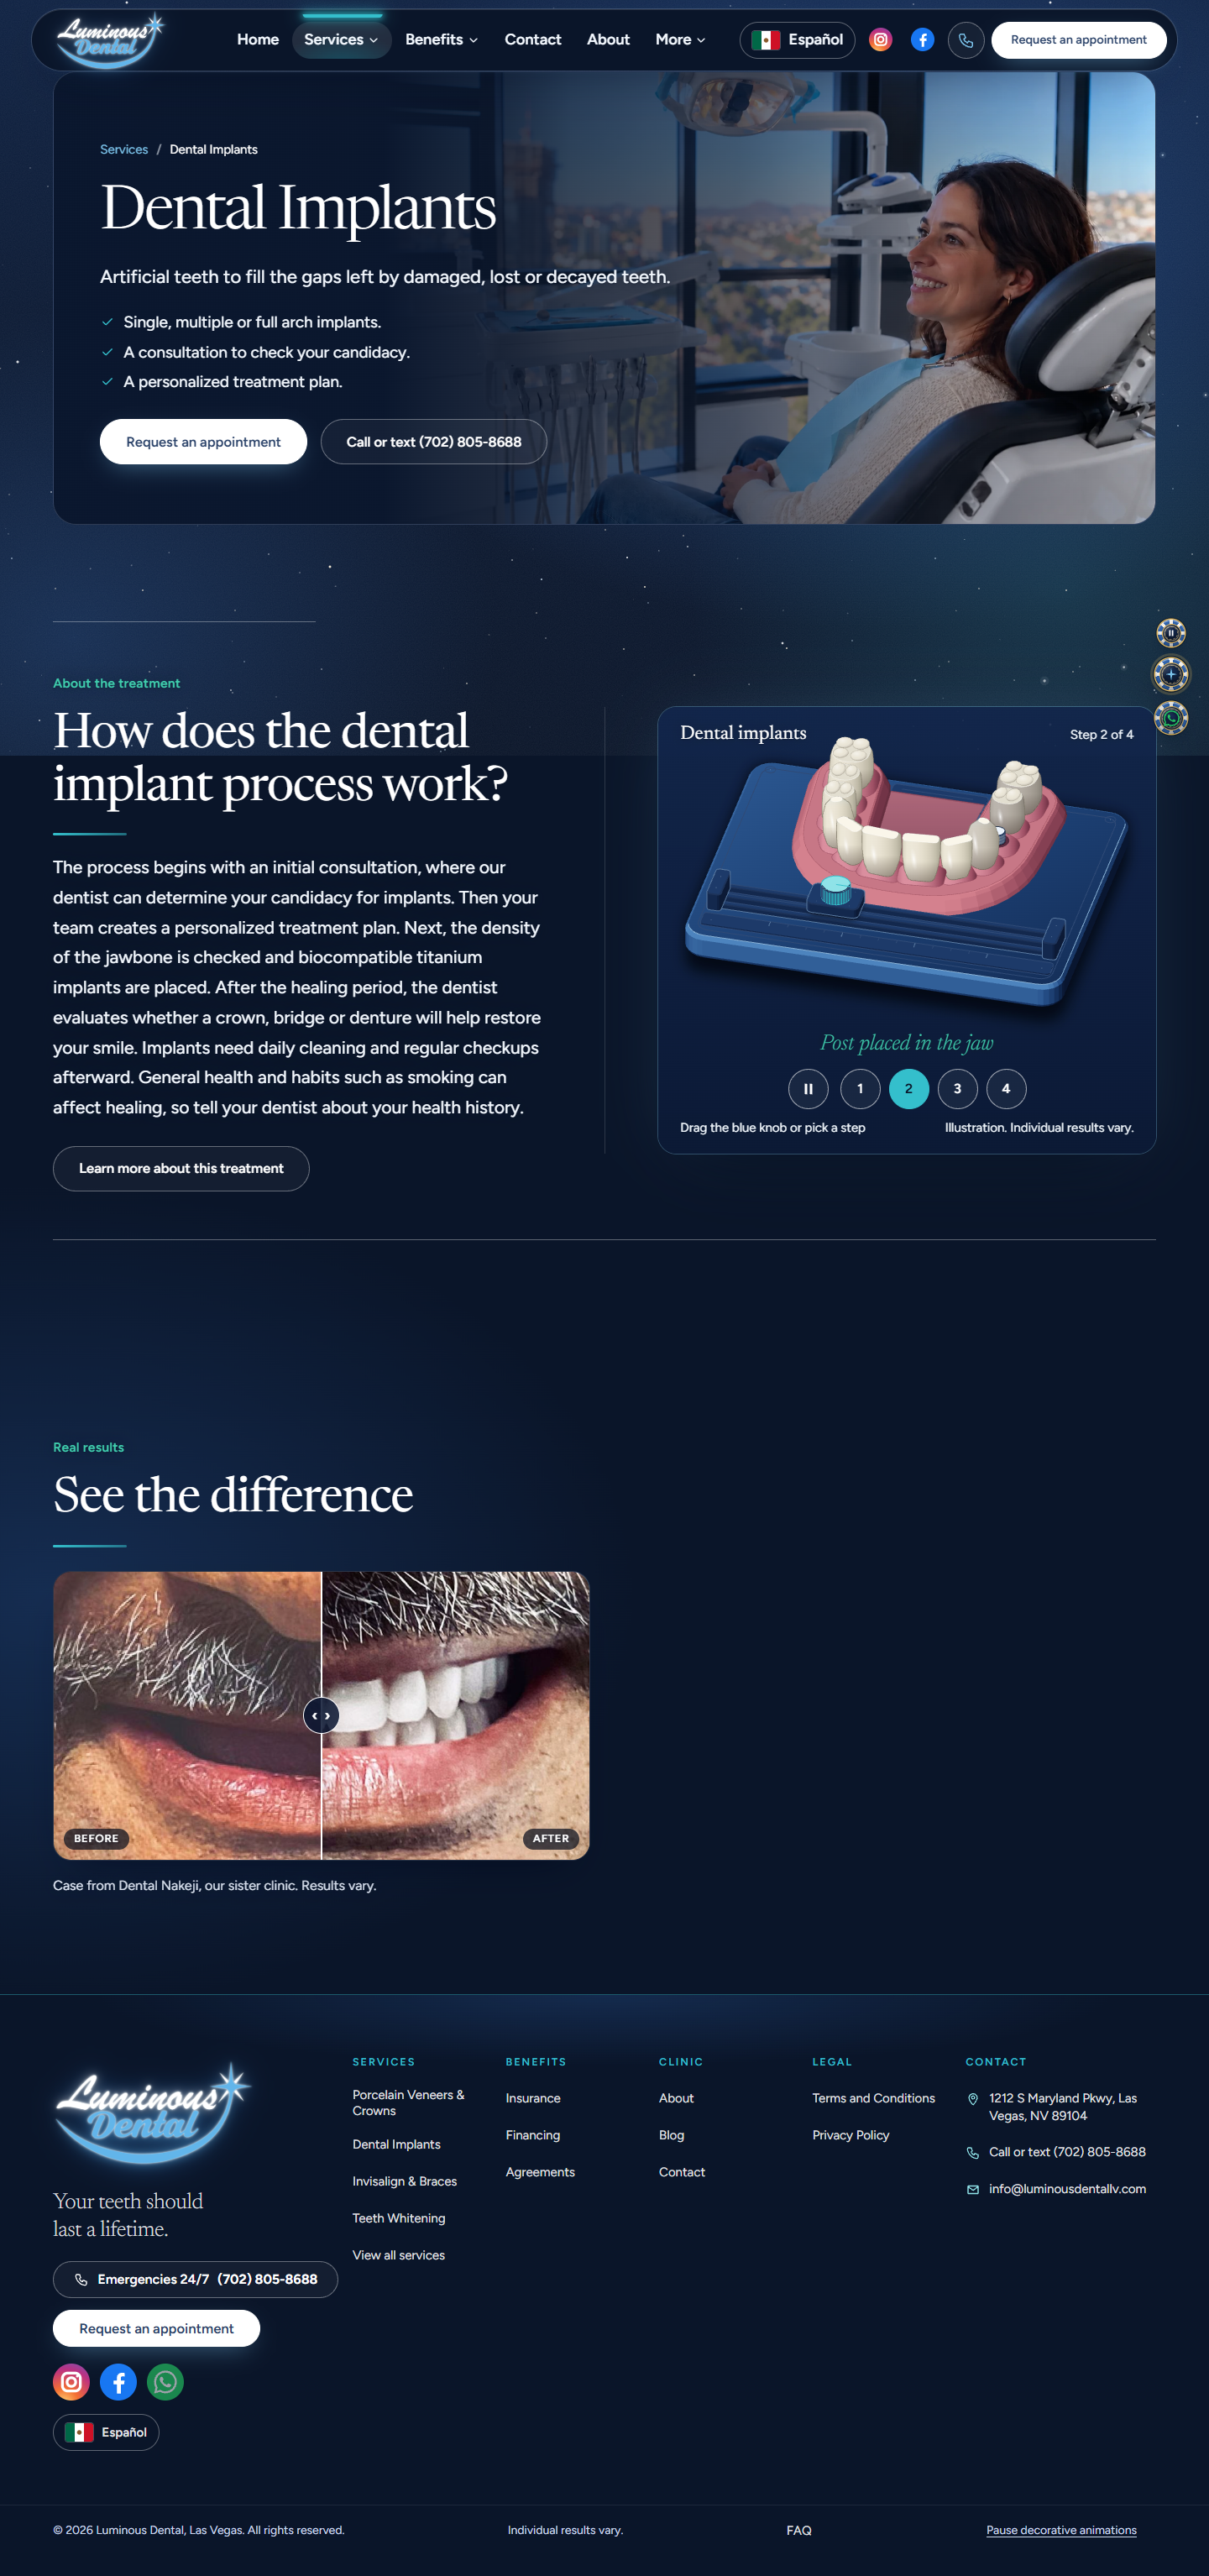 Luminous
Dental
Home
Services
Benefits
Contact
About
More
Español
Request an appointment
Services / Dental Implants
Dental Implants
Artificial teeth to fill the gaps left by damaged, lost or decayed teeth.
Single, multiple or full arch implants.
A consultation to check your candidacy.
A personalized treatment plan.
Request an appointment
Call or text (702) 805-8688
About the treatment
How does the dental
implant process work?
The process begins with an initial consultation, where our
dentist can determine your candidacy for implants. Then your
team creates a personalized treatment plan. Next, the density
of the jawbone is checked and biocompatible titanium
implants are placed. After the healing period, the dentist
evaluates whether a crown, bridge or denture will help restore
your smile. Implants need daily cleaning and regular checkups
afterward. General health and habits such as smoking can
affect healing, so tell your dentist about your health history.
Learn more about this treatment
Dental implants
Step 2 of 4
Post placed in the jaw
1
2
3
4
Drag the blue knob or pick a step
Illustration. Individual results vary.
Real results
See the difference
BEFORE
AFTER
Case from Dental Nakeji, our sister clinic. Results vary.
Luminous
Dental
Your teeth should
last a lifetime.
Emergencies 24/7 (702) 805-8688
Request an appointment
Español
SERVICES
Porcelain Veneers &
Crowns
Dental Implants
Invisalign & Braces
Teeth Whitening
View all services
BENEFITS
Insurance
Financing
Agreements
CLINIC
About
Blog
Contact
LEGAL
Terms and Conditions
Privacy Policy
CONTACT
1212 S Maryland Pkwy, Las
Vegas, NV 89104
Call or text (702) 805-8688
info@luminousdentallv.com
© 2026 Luminous Dental, Las Vegas. All rights reserved.
Individual results vary.
FAQ
Pause decorative animations